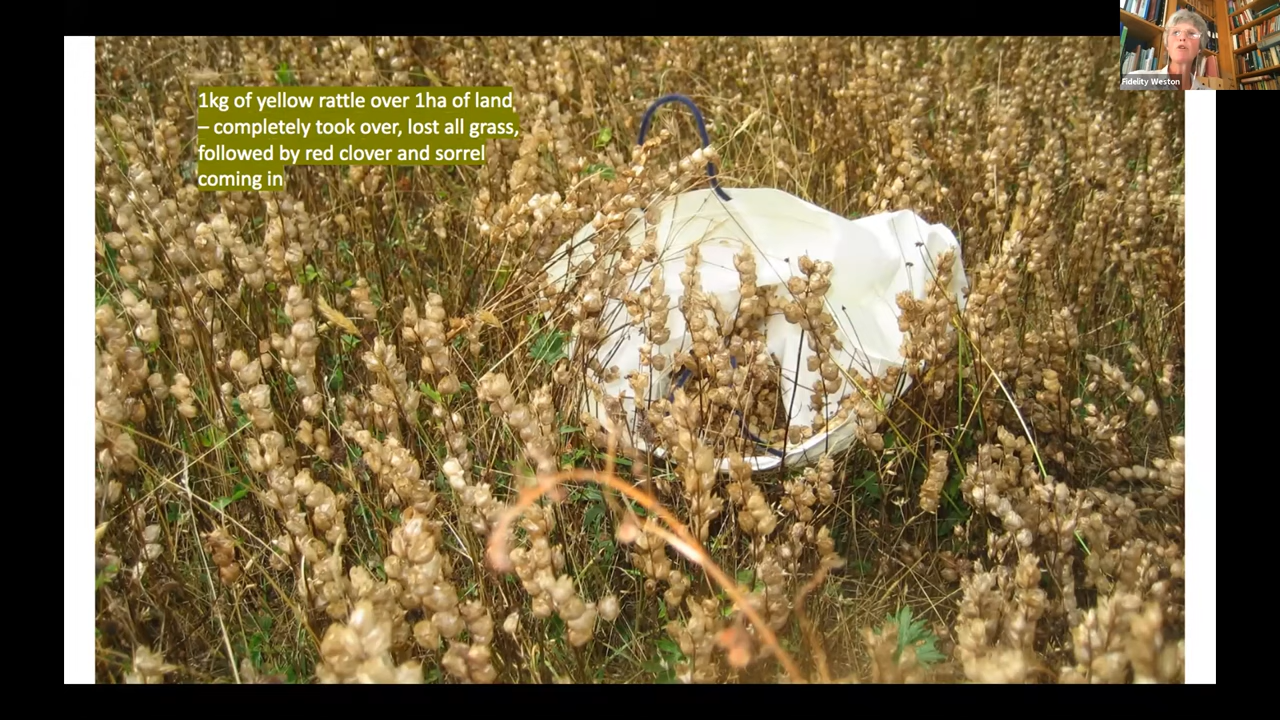 1kg of yellow rattle over 1ha of land
– completely took over, lost all grass,
followed by red clover and sorrel
coming in
Fidelity Weston